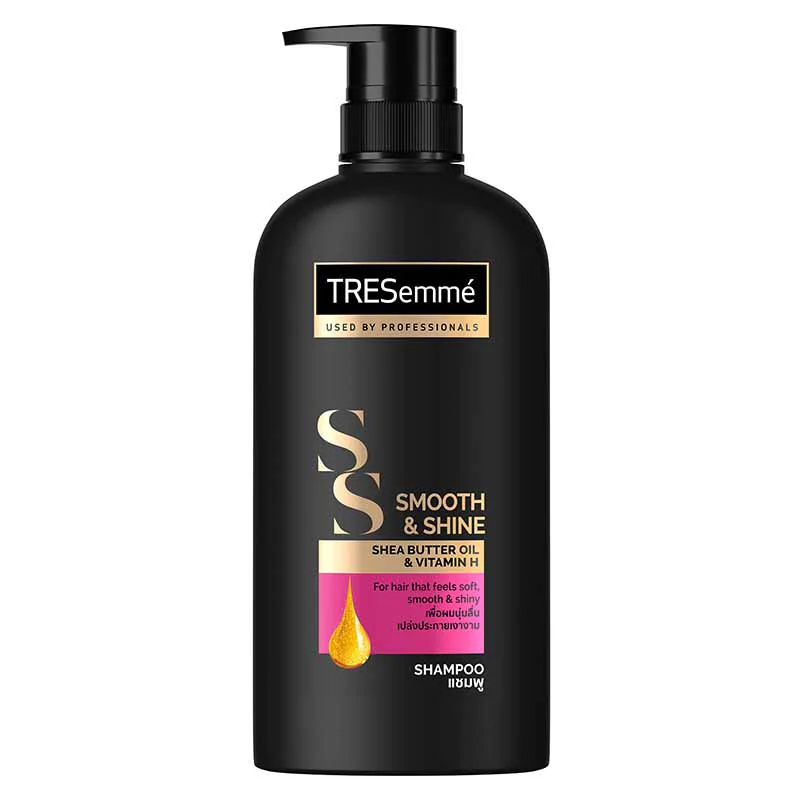 TRESemmé
USED BY PROFESSIONALS
S
S
SMOOTH
& SHINE
SHEA BUTTER OIL
& VITAMIN H
For hair that feels soft,
smooth & shiny
เพื่อผมนุ่มลื่น
เปล่งประกายเงางาม
SHAMPOO
แชมพู